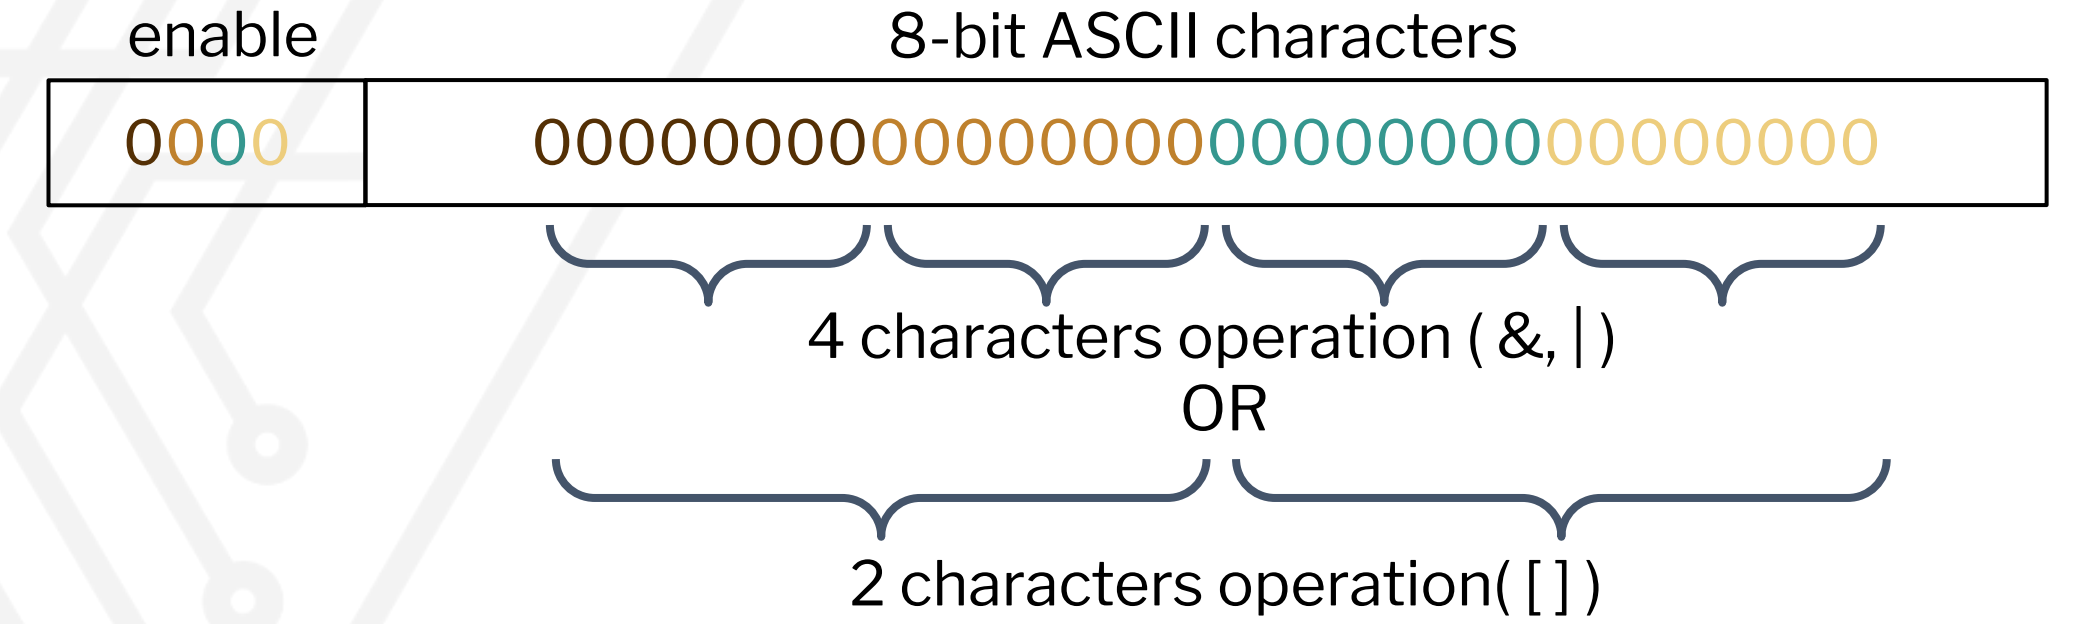 enable
8-bit ASCII characters
0000
00000000000000000000000000000000
4 characters operation ( &, | )
OR
2 characters operation( [ ] )